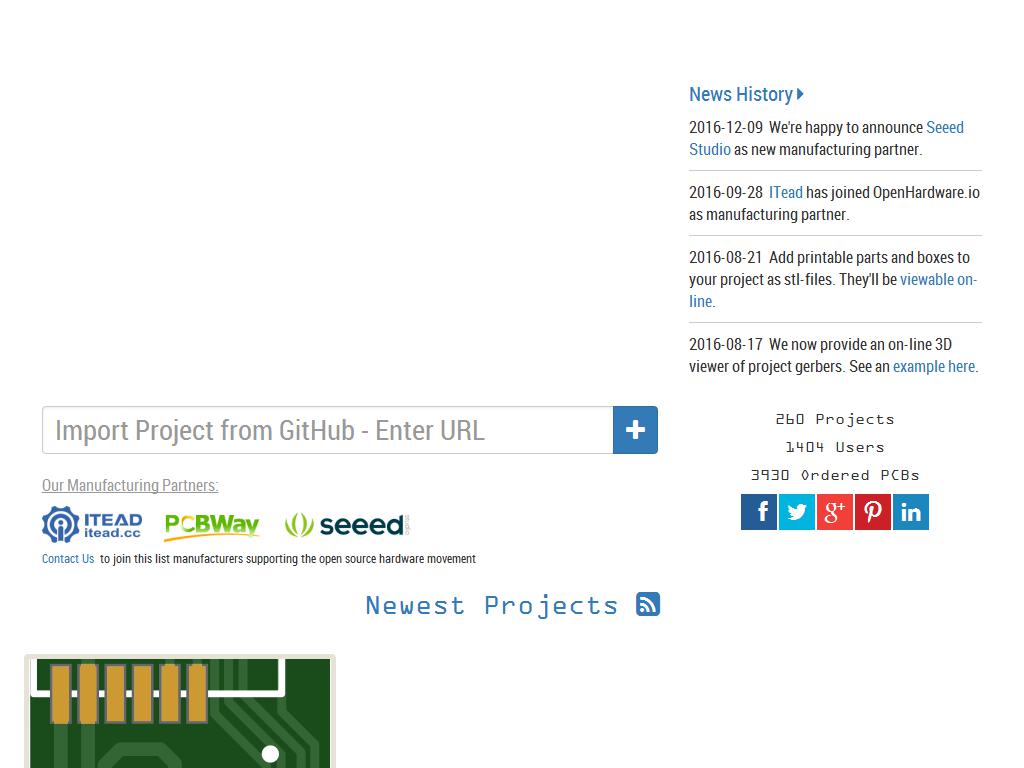 News History
2016-12-09 We're happy to announce Seeed
Studio as new manufacturing partner.
2016-09-28 ITead has joined OpenHardware.io
as manufacturing partner.
2016-08-21 Add printable parts and boxes to
your project as stl-files. They'll be viewable on-
line.
2016-08-17 We now provide an on-line 3D
viewer of project gerbers. See an example here.
Import Project from GitHub - Enter URL
260 Projects
1404 Users
3930 Ordered PCBs
Our Manufacturing Partners:
ITEAD
itead.cc
PCBWay
seeed
Contact Us to join this list manufacturers supporting the open source hardware movement
Newest Projects